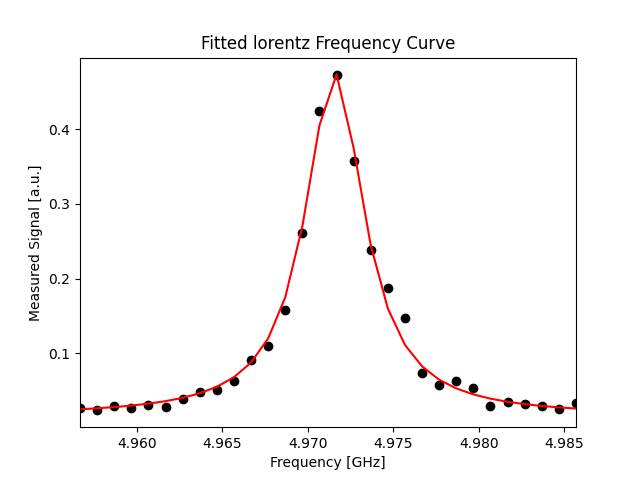 Fitted lorentz Frequency Curve
Measured Signal [a.u.]
0.4
0.3
0.2
0.1
4.960 4.965 4.970 4.975 4.980 4.985
Frequency [GHz]